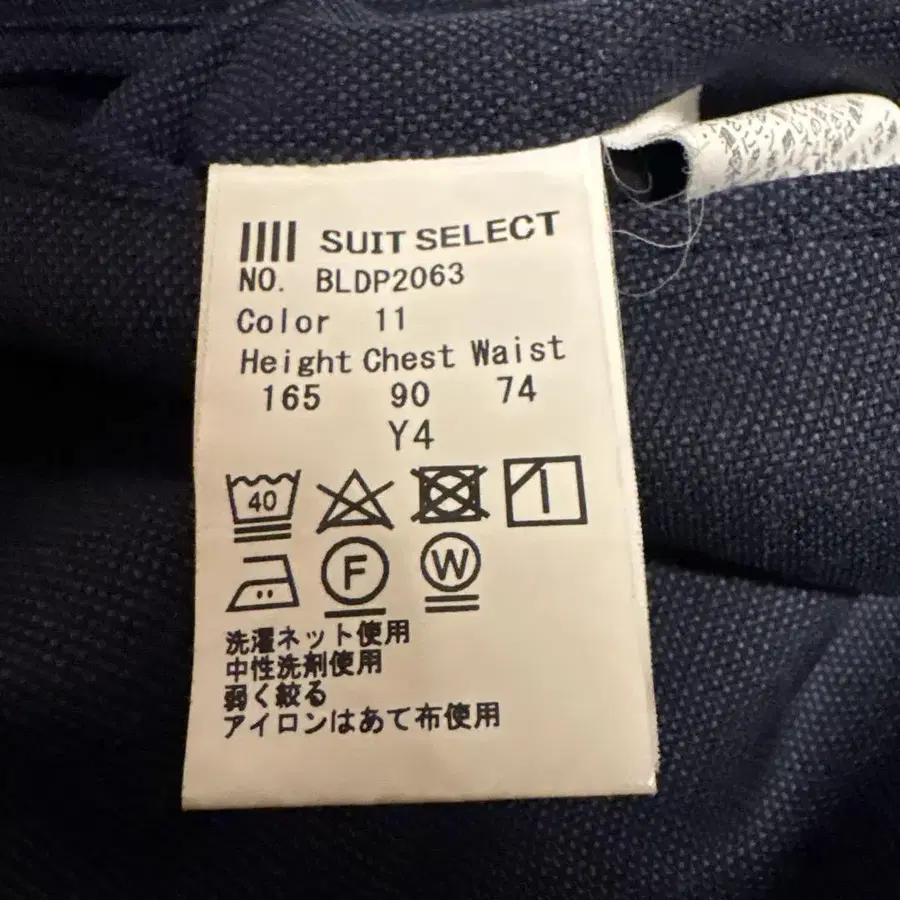 SUIT SELECT
NO. BLDP2063
Color 11
Height Chest Waist
165 90 74
Y4
40
F W
洗濯ネット使用
中性洗剤使用
弱く絞る
アイロンはあて布使用